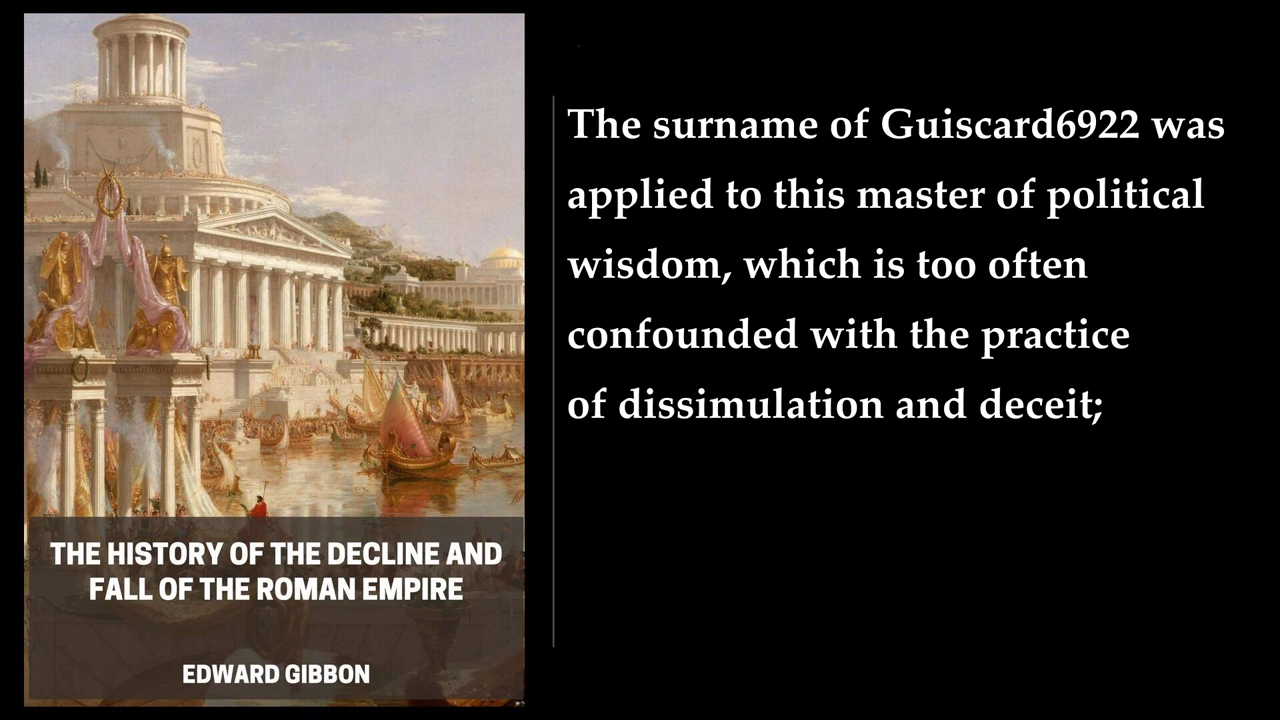 The surname of Guiscard6922 was
applied to this master of political
wisdom, which is too often
confounded with the practice
of dissimulation and deceit;
THE HISTORY OF THE DECLINE AND
FALL OF THE ROMAN EMPIRE
EDWARD GIBBON